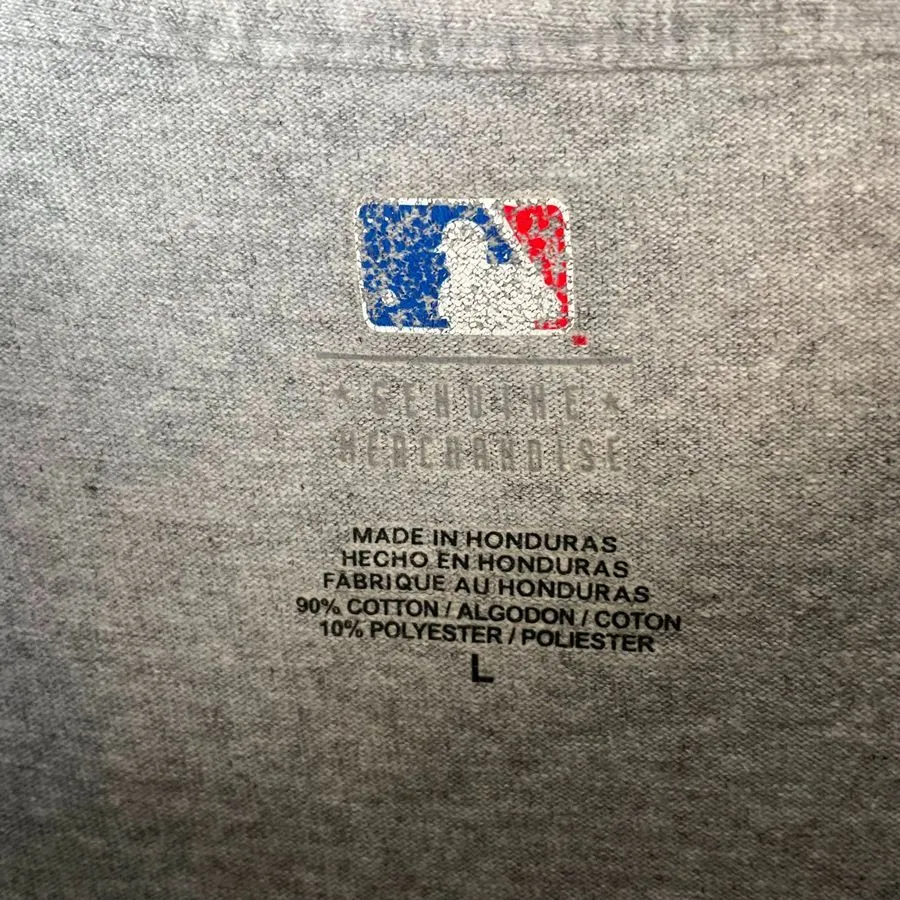 ★ GENUINE ★
MERCHANDISE
MADE IN HONDURAS
HECHO EN HONDURAS
FABRIQUE AU HONDURAS
90% COTTON / ALGODON / COTON
10% POLYESTER / POLIESTER
L